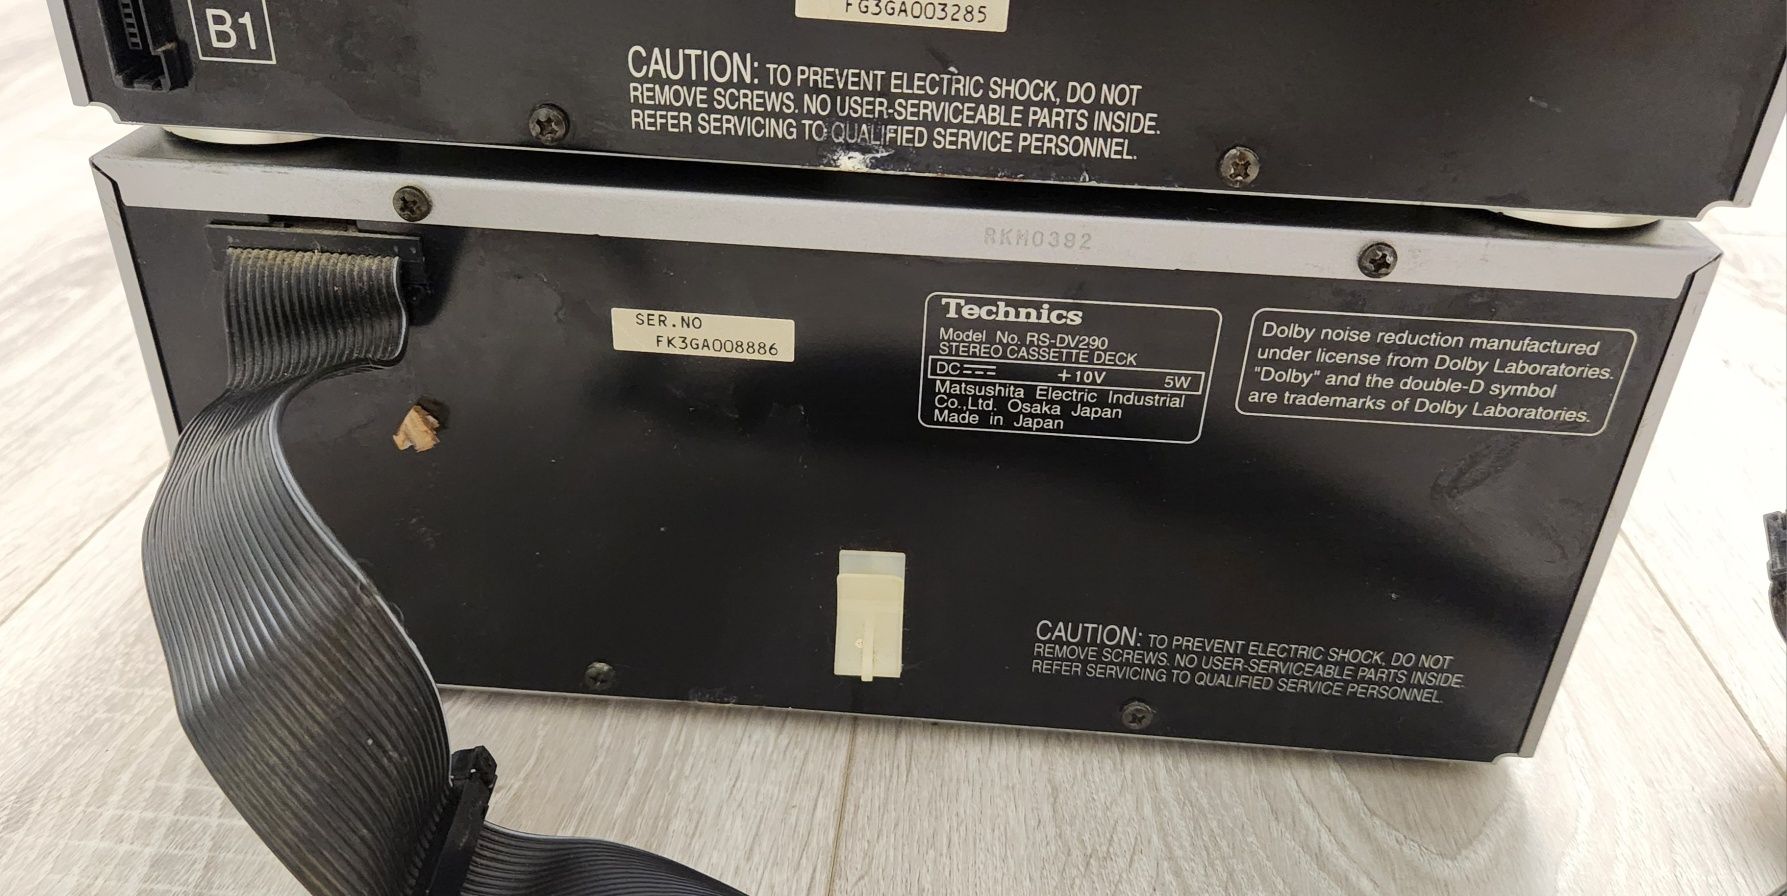 B1
FG3GA003285
CAUTION: TO PREVENT ELECTRIC SHOCK, DO NOT
REMOVE SCREWS. NO USER-SERVICEABLE PARTS INSIDE.
REFER SERVICING TO QUALIFIED SERVICE PERSONNEL.
RKM0392
SER.NO
FK3GA008886
Technics
Model No. RS-DV290
STEREO CASSETTE DECK
DC +10V 5W
Matsushita Electric Industrial
Co.,Ltd. Osaka Japan
Made in Japan
Dolby noise reduction manufactured
under license from Dolby Laboratories.
"Dolby" and the double-D symbol
are trademarks of Dolby Laboratories.
CAUTION: TO PREVENT ELECTRIC SHOCK, DO NOT
REMOVE SCREWS. NO USER-SERVICEABLE PARTS INSIDE.
REFER SERVICING TO QUALIFIED SERVICE PERSONNEL.